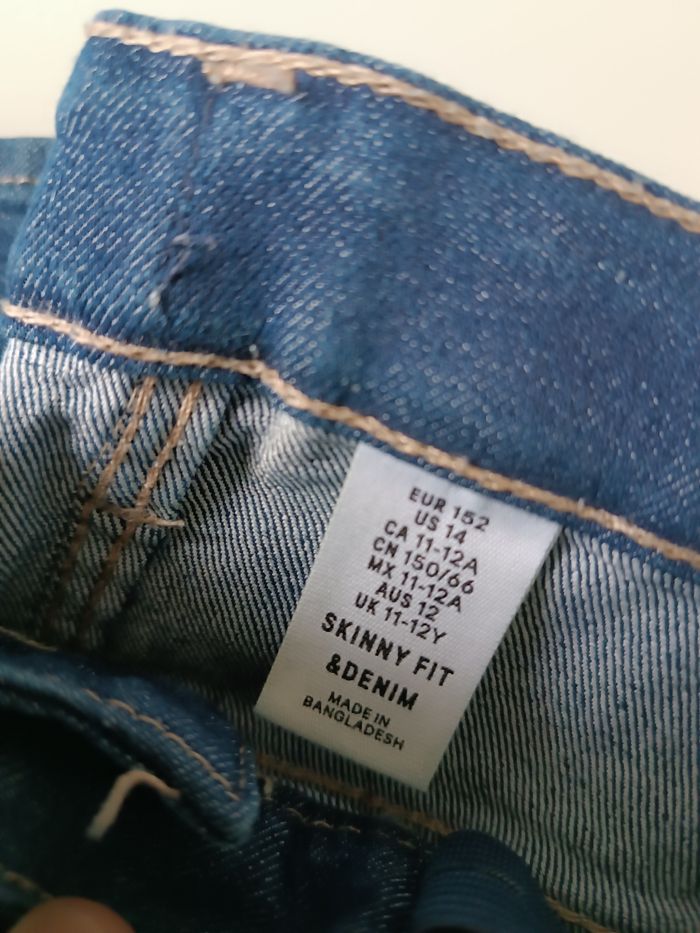 EUR 152
US 14
CA 11-12A
CN 150/66
MX 11-12A
AUS 12
UK 11-12Y
SKINNY FIT
&DENIM
MADE IN
BANGLADESH